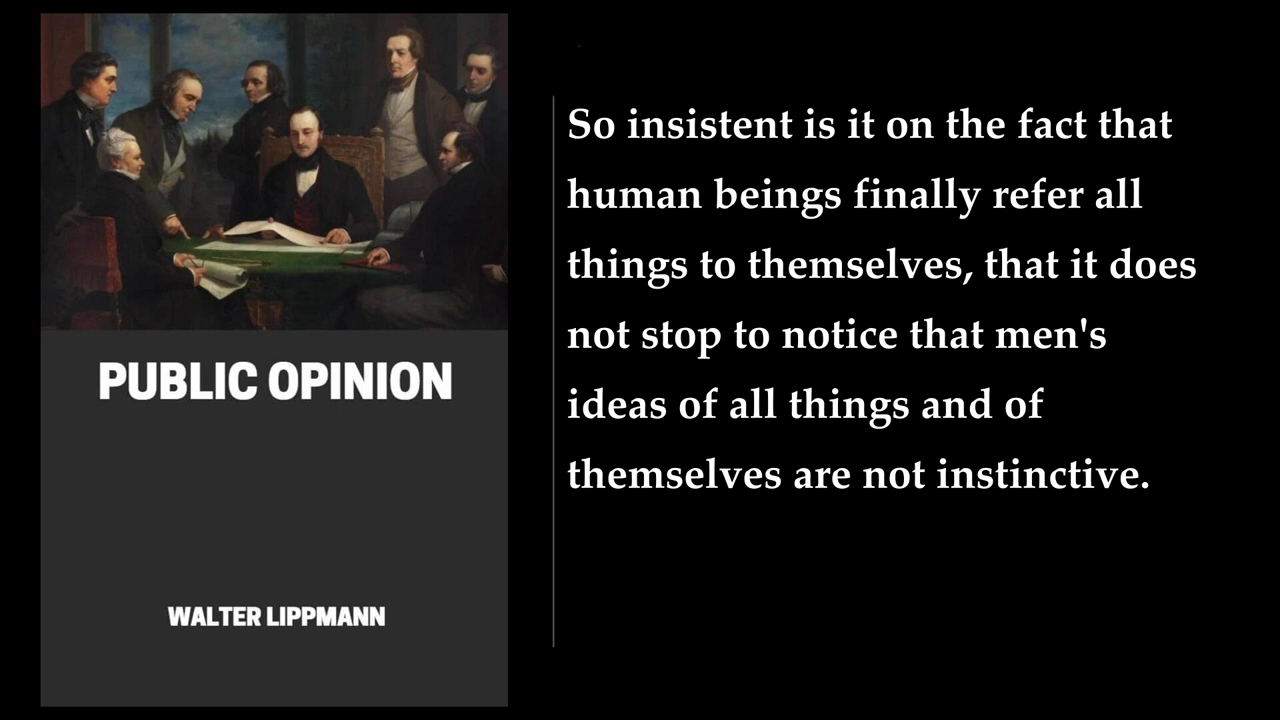 PUBLIC OPINION
WALTER LIPPMANN
So insistent is it on the fact that
human beings finally refer all
things to themselves, that it does
not stop to notice that men's
ideas of all things and of
themselves are not instinctive.